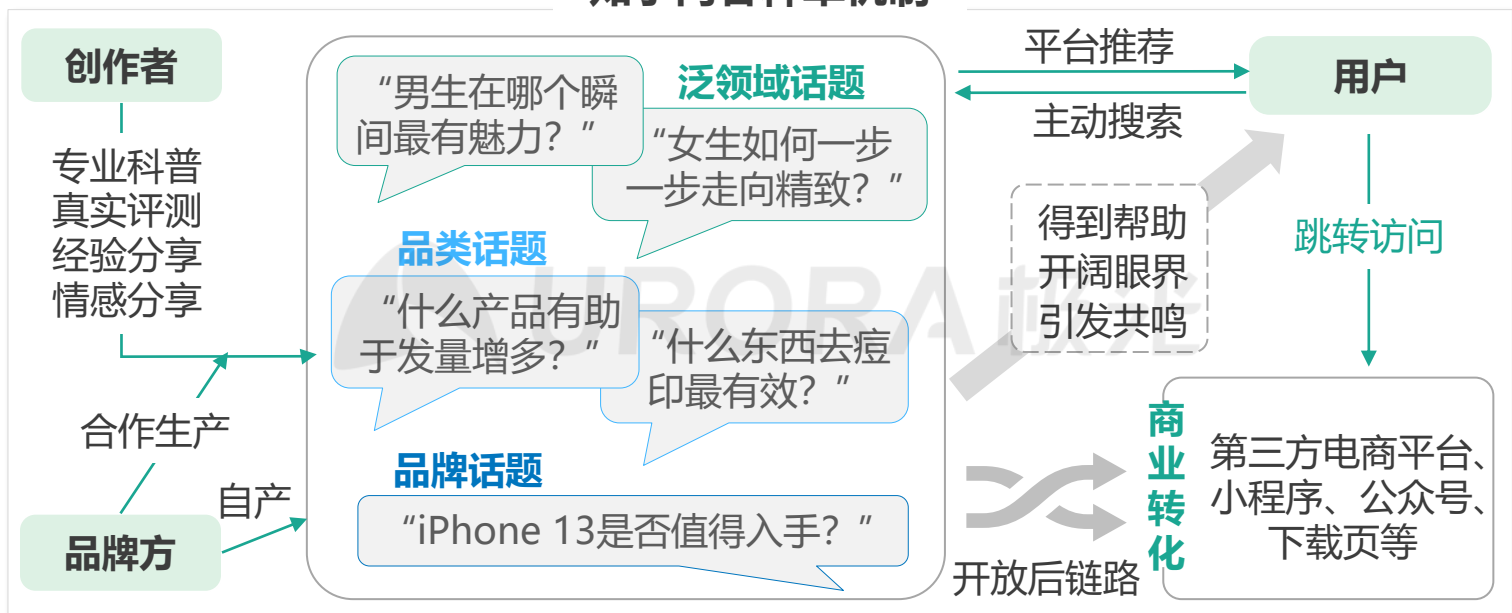 创作者
专业科普
真实评测
经验分享
情感分享
合作生产
自产
品牌方
“男生在哪个瞬
间最有魅力？”
泛领域话题
“女生如何一步
一步走向精致？”
品类话题
“什么产品有助
于发量增多？”
“什么东西去痘
印最有效？”
品牌话题
“iPhone 13是否值得入手？”
平台推荐
主动搜索
用户
得到帮助
开阔眼界
引发共鸣
跳转访问
开放后链路
商业转化
第三方电商平台、
小程序、公众号、
下载页等
URORA 极光